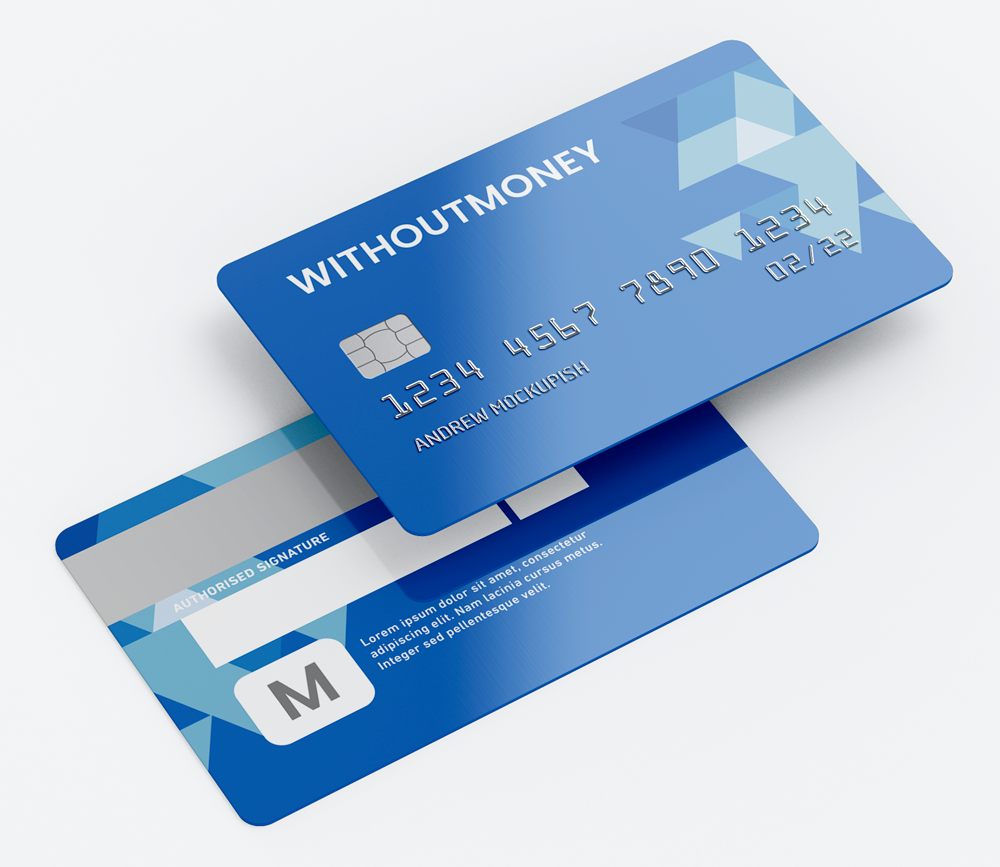 WITHOUTMONEY
1234 4567 7890 1234
02/22
ANDREW MOCKUPISH
AUTHORISED SIGNATURE
Lorem ipsum dolor sit amet, consectetur
adipiscing elit. Nam lacinia cursus metus.
Integer sed pellentesque velit.
M